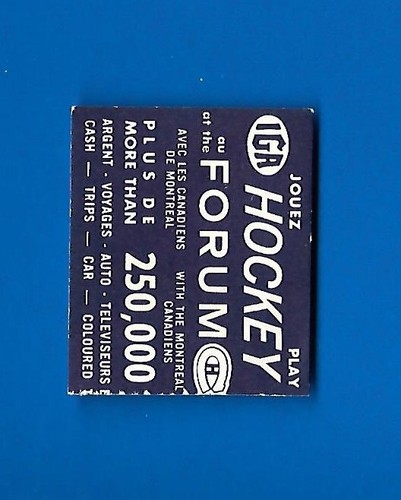 JOUEZ PLAY
IGA HOCKEY
au
at the FORUM
AVEC LES CANADIENS WITH THE MONTREAL
DE MONTREAL CANADIENS
PLUS DE
MORE THAN 250,000
ARGENT - VOYAGES - AUTO - TELEVISEURS
CASH — TRIPS — CAR — COLOURED